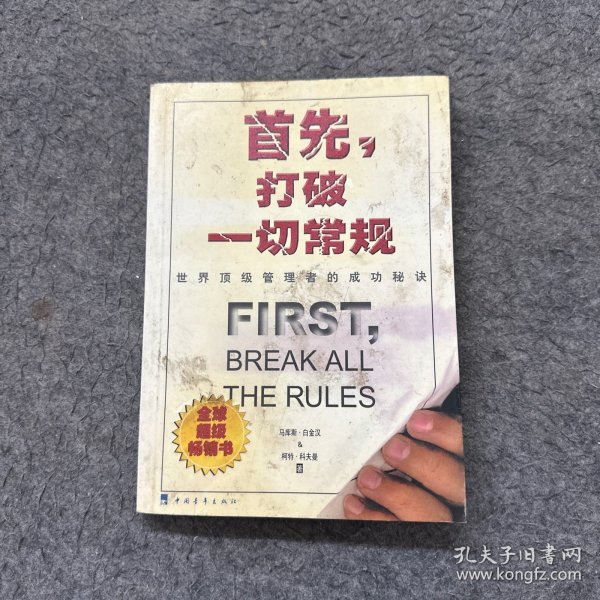 首先，
打破
一切常规
世界顶级管理者的成功秘诀
FIRST,
BREAK ALL
THE RULES
全球
超级
畅销书
马库斯·白金汉
&
柯特·科夫曼
著
中国青年出版社
孔夫子旧书网
www.kongfz.com